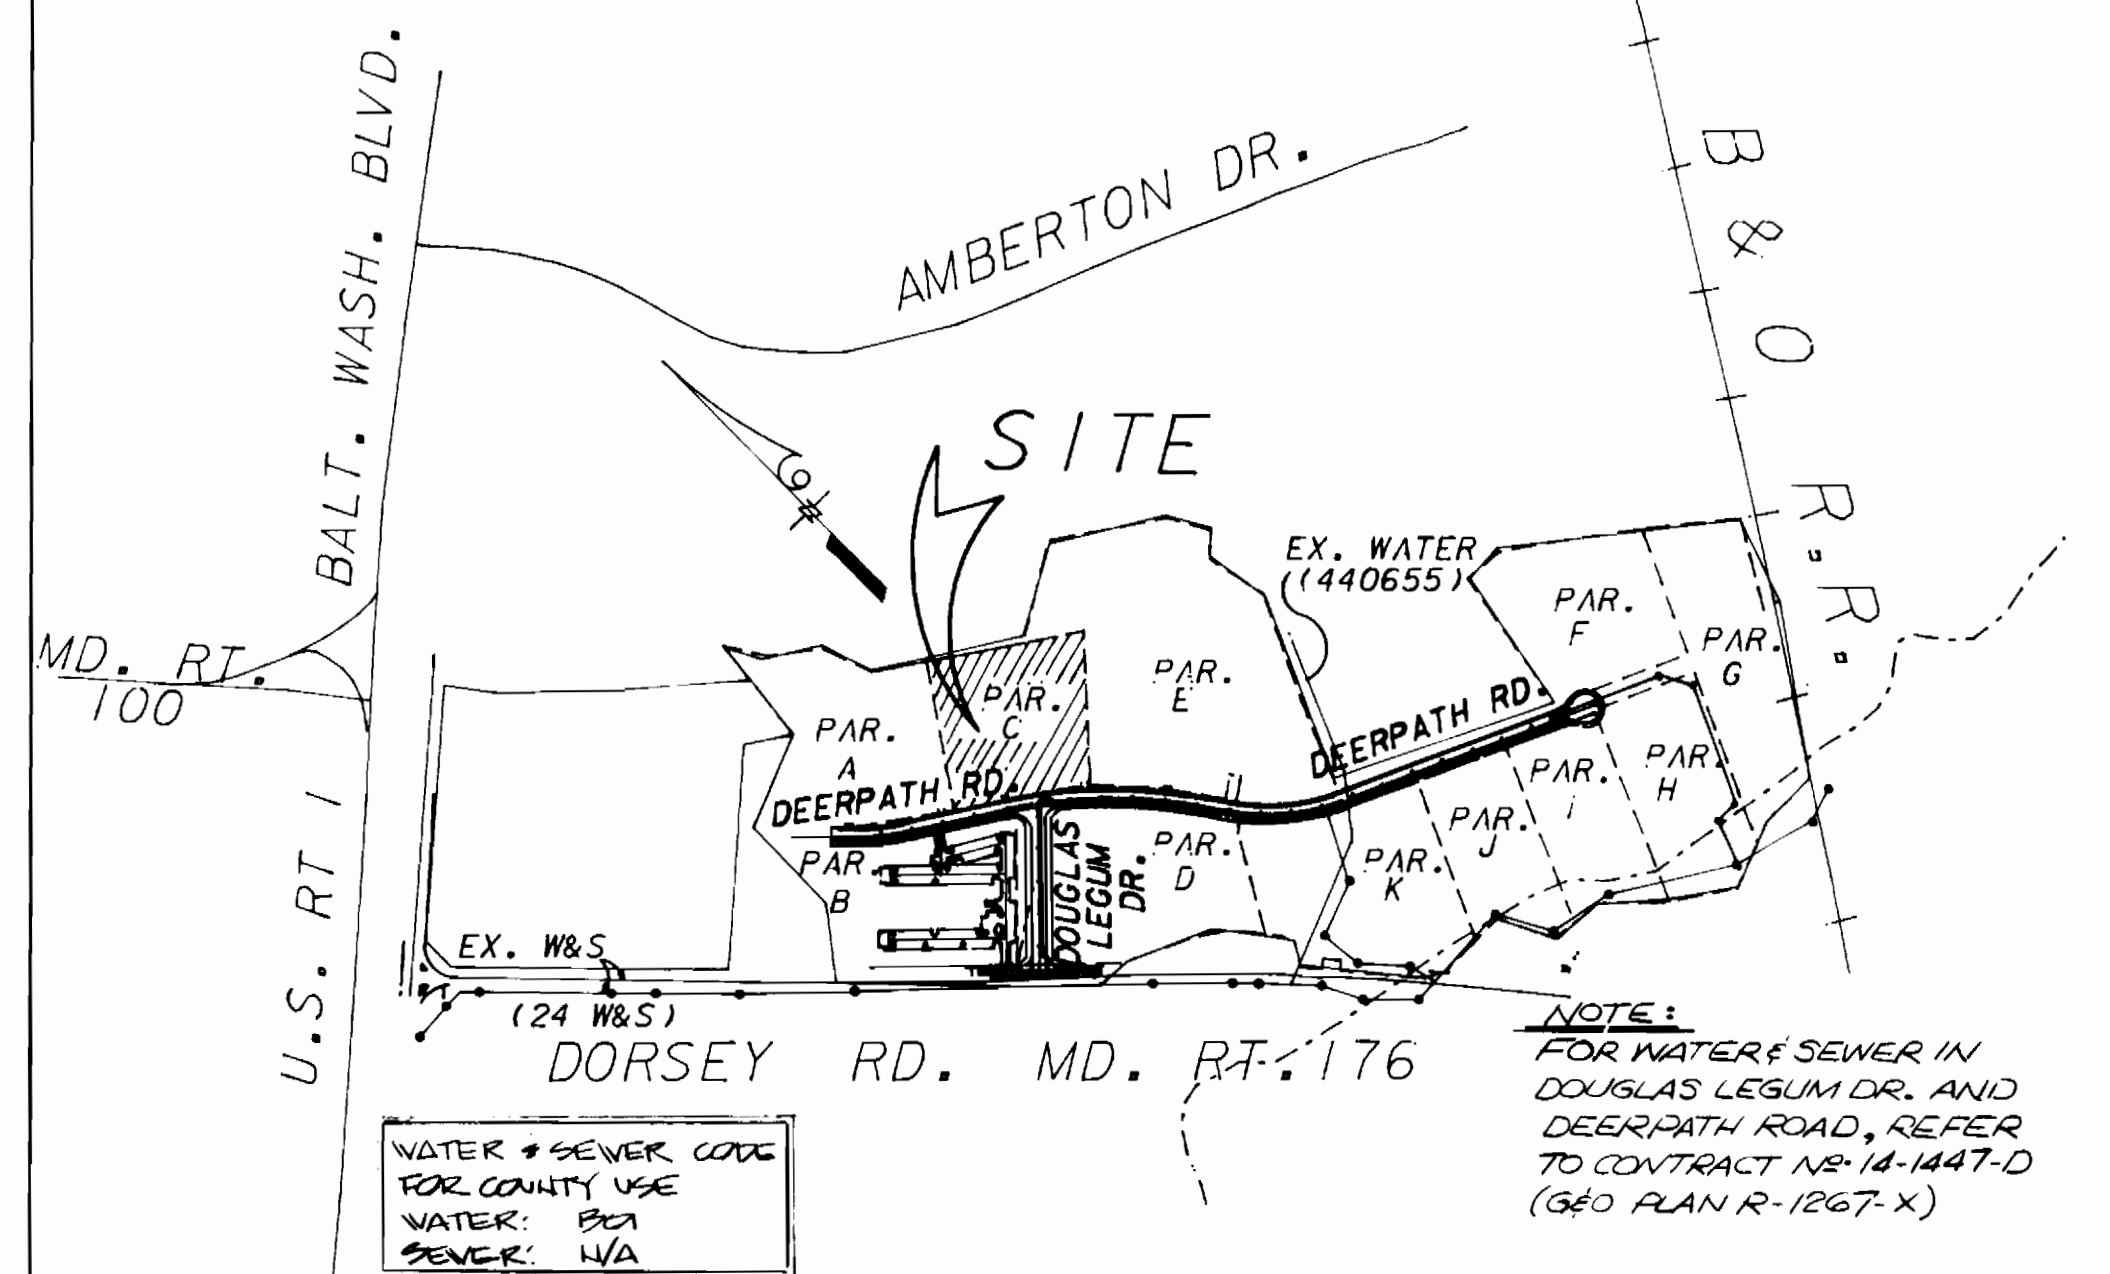 BALT. WASH. BLVD.
U.S. RT 1
AMBERTON DR.
B & O R.R.
SITE
MD. RT.
100
EX. WATER
(440655)
PAR.
A
PAR.
B
PAR.
C
PAR.
D
PAR.
E
PAR.
F
PAR.
G
PAR.
H
PAR.
I
PAR.
J
PAR.
K
DEERPATH RD.
DEERPATH RD.
DOUGLAS
LEGUM
DR.
EX. W&S
(24 W&S)
DORSEY RD. MD. RT. 176
NOTE:
FOR WATER & SEWER IN
DOUGLAS LEGUM DR. AND
DEERPATH ROAD, REFER
TO CONTRACT Nº. 14-1447-D
(G&O PLAN R-1267-X)
WATER & SEWER CODE
FOR COUNTY USE
WATER:
SEWER: N/A